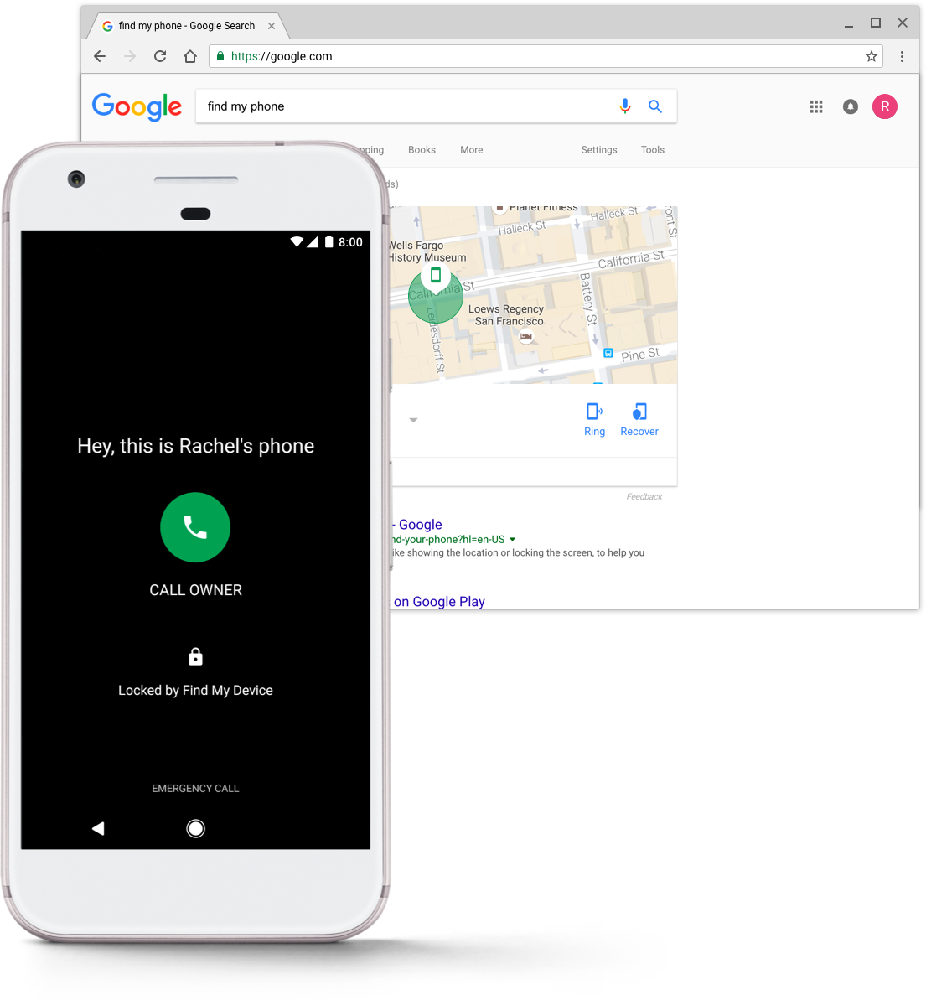 find my phone - Google Search
https://google.com
Google
find my phone
R
Books
More
Settings
Tools
Planet Fitness
Halleck St
Halleck St
Wells Fargo
History Museum
California St
California St
Loews Regency
San Francisco
Leidesdorff St
Battery St
Pine St
Ring
Recover
Feedback
- Google
nd-your-phone?hl=en-US
ike showing the location or locking the screen, to help you
on Google Play
8:00
Hey, this is Rachel's phone
CALL OWNER
Locked by Find My Device
EMERGENCY CALL